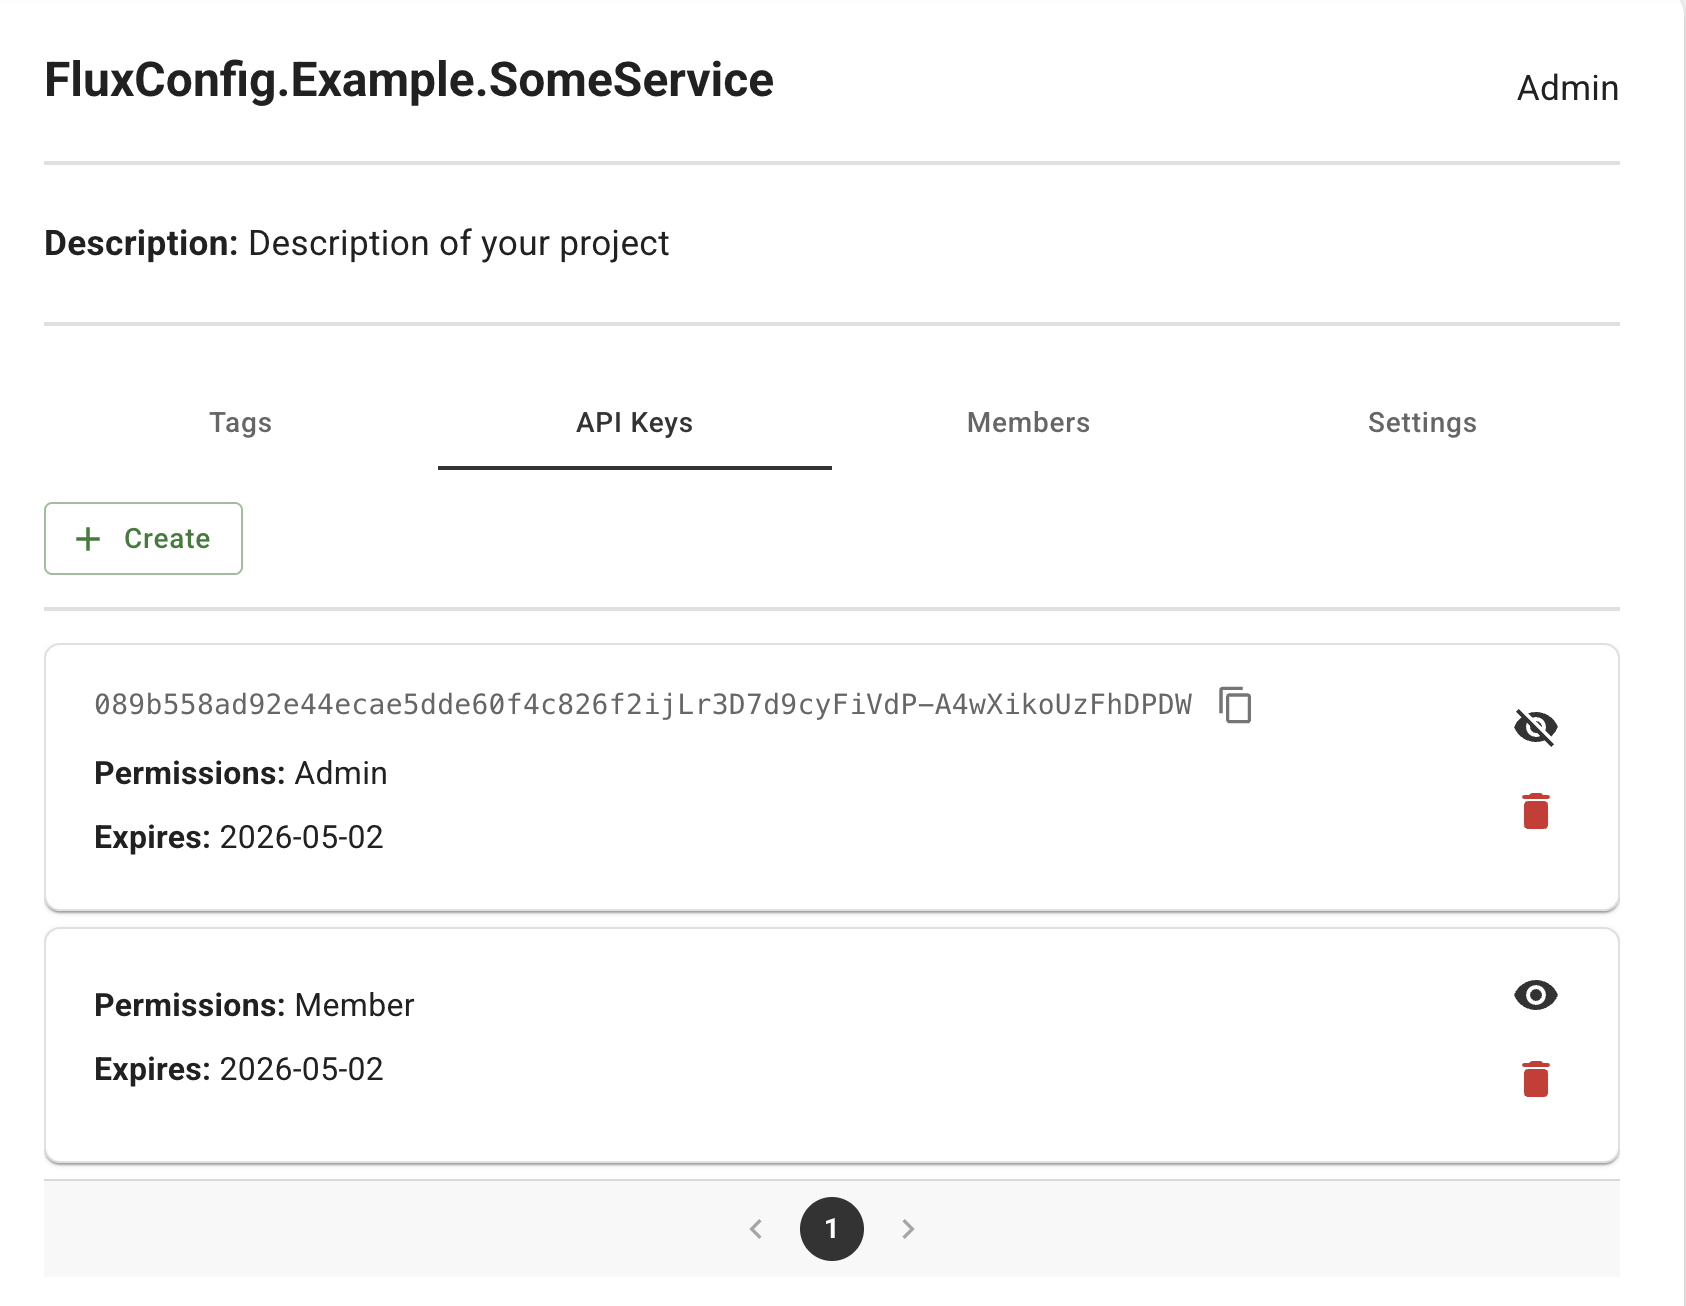 FluxConfig.Example.SomeService
Admin
Description: Description of your project
Tags
API Keys
Members
Settings
+ Create
089b558ad92e44ecae5dde60f4c826f2ijLr3D7d9cyFiVdP-A4wXikoUzFhDPDW
Permissions: Admin
Expires: 2026-05-02
Permissions: Member
Expires: 2026-05-02
1